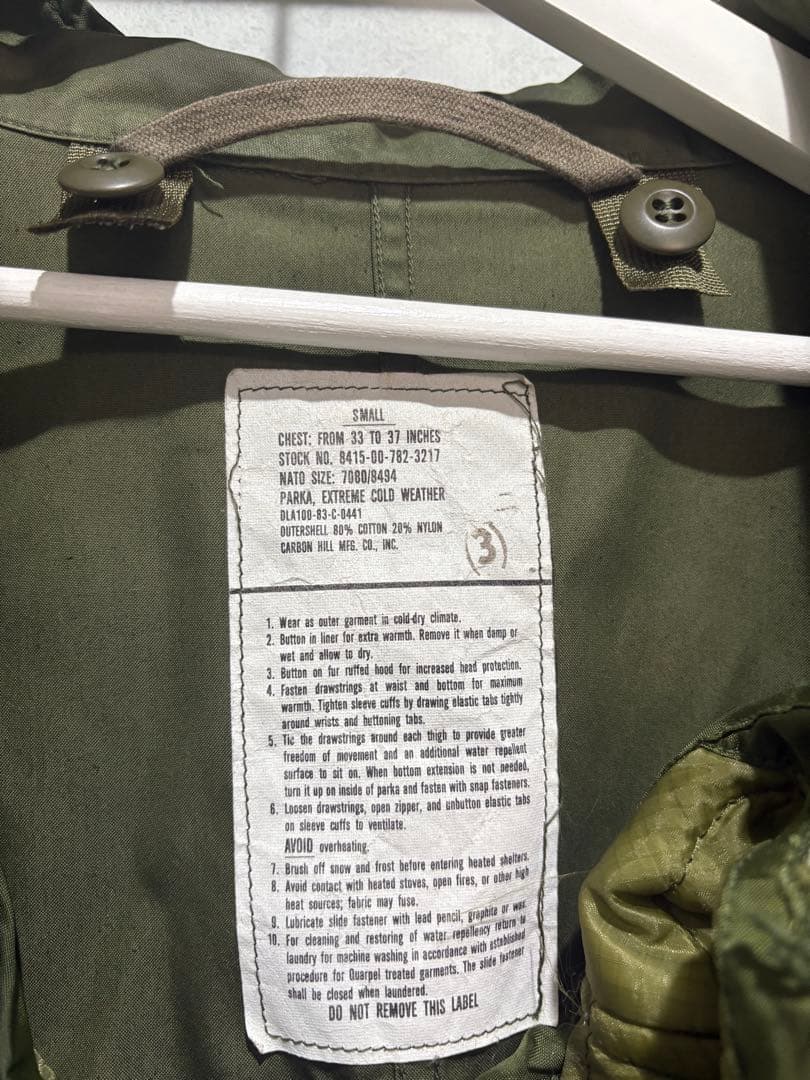 SMALL
CHEST: FROM 33 TO 37 INCHES
STOCK NO. 8415-00-782-3217
NATO SIZE: 7080/8494
PARKA, EXTREME COLD WEATHER
DLA100-83-C-0441
OUTERSHELL 80% COTTON 20% NYLON
CARBON HILL MFG. CO., INC.
(3)
1. Wear as outer garment in cold-dry climate.
2. Button in liner for extra warmth. Remove it when damp or
wet and allow to dry.
3. Button on fur ruffed hood for increased head protection.
4. Fasten drawstrings at waist and bottom for maximum
warmth. Tighten sleeve cuffs by drawing elastic tabs tightly
around wrists and buttoning tabs.
5. Tie the drawstrings around each thigh to provide greater
freedom of movement and an additional water repellent
surface to sit on. When bottom extension is not needed,
turn it up on inside of parka and fasten with snap fasteners.
6. Loosen drawstrings, open zipper, and unbutton elastic tabs
on sleeve cuffs to ventilate.
AVOID overheating.
7. Brush off snow and frost before entering heated shelters.
8. Avoid contact with heated stoves, open fires, or other high
heat sources; fabric may fuse.
9. Lubricate slide fastener with lead pencil, graphite or wax.
10. For cleaning and restoring of water repellency return to
laundry for machine washing in accordance with established
procedure for Quarpel treated garments. The slide fastener
shall be closed when laundered.
DO NOT REMOVE THIS LABEL